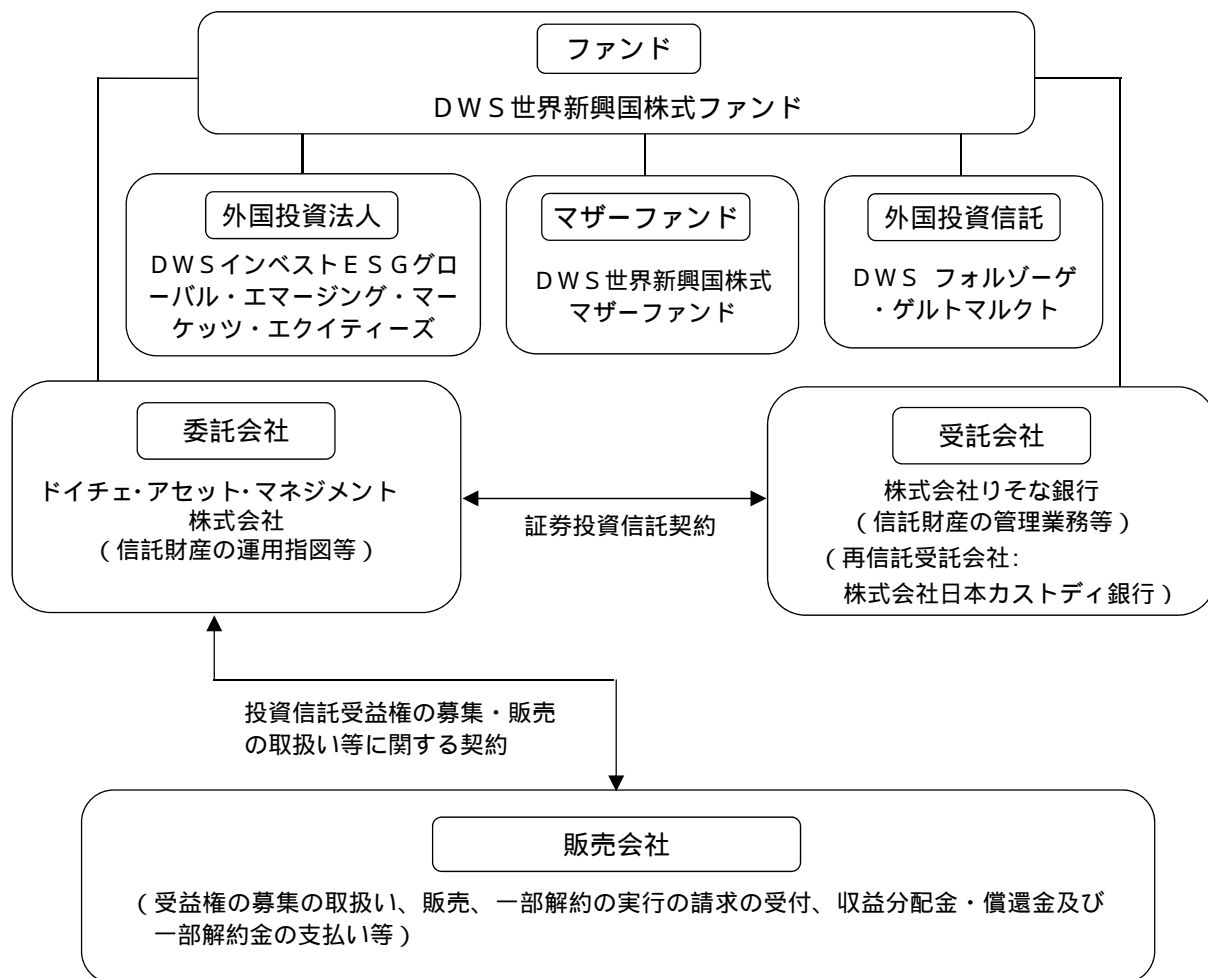 ファンド
DWS世界新興国株式ファンド
外国投資法人
DWSインベストESGグロ
ーバル・エマージング・マー
ケッツ・エクイティーズ
マザーファンド
DWS世界新興国株式
マザーファンド
外国投資信託
DWS フォルゾーゲ
・ゲルトマルクト
委託会社
ドイチェ・アセット・マネジメント
株式会社
(信託財産の運用指図等)
証券投資信託契約
受託会社
株式会社りそな銀行
(信託財産の管理業務等)
(再信託受託会社:
株式会社日本カストディ銀行)
投資信託受益権の募集・販売
の取扱い等に関する契約
販売会社
(受益権の募集の取扱い、販売、一部解約の実行の請求の受付、収益分配金・償還金及び
一部解約金の支払い等)